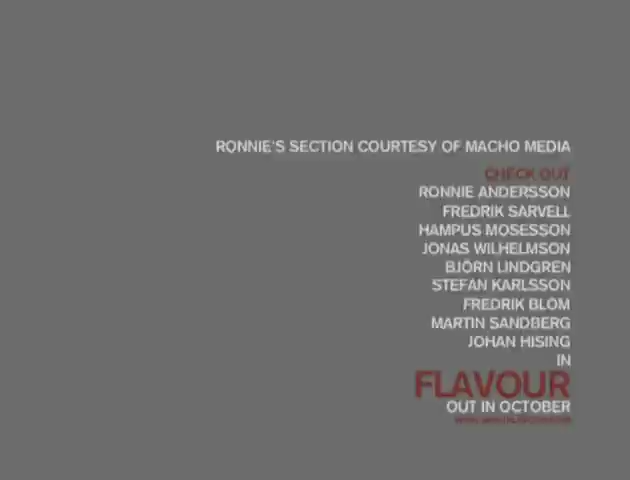 RONNIE'S SECTION COURTESY OF MACHO MEDIA
CHECK OUT
RONNIE ANDERSSON
FREDRIK SARVELL
HAMPUS MOSESSON
JONAS WILHELMSON
BJÖRN LINDGREN
STEFAN KARLSSON
FREDRIK BLOM
MARTIN SANDBERG
JOHAN HISING
IN
FLAVOUR
OUT IN OCTOBER